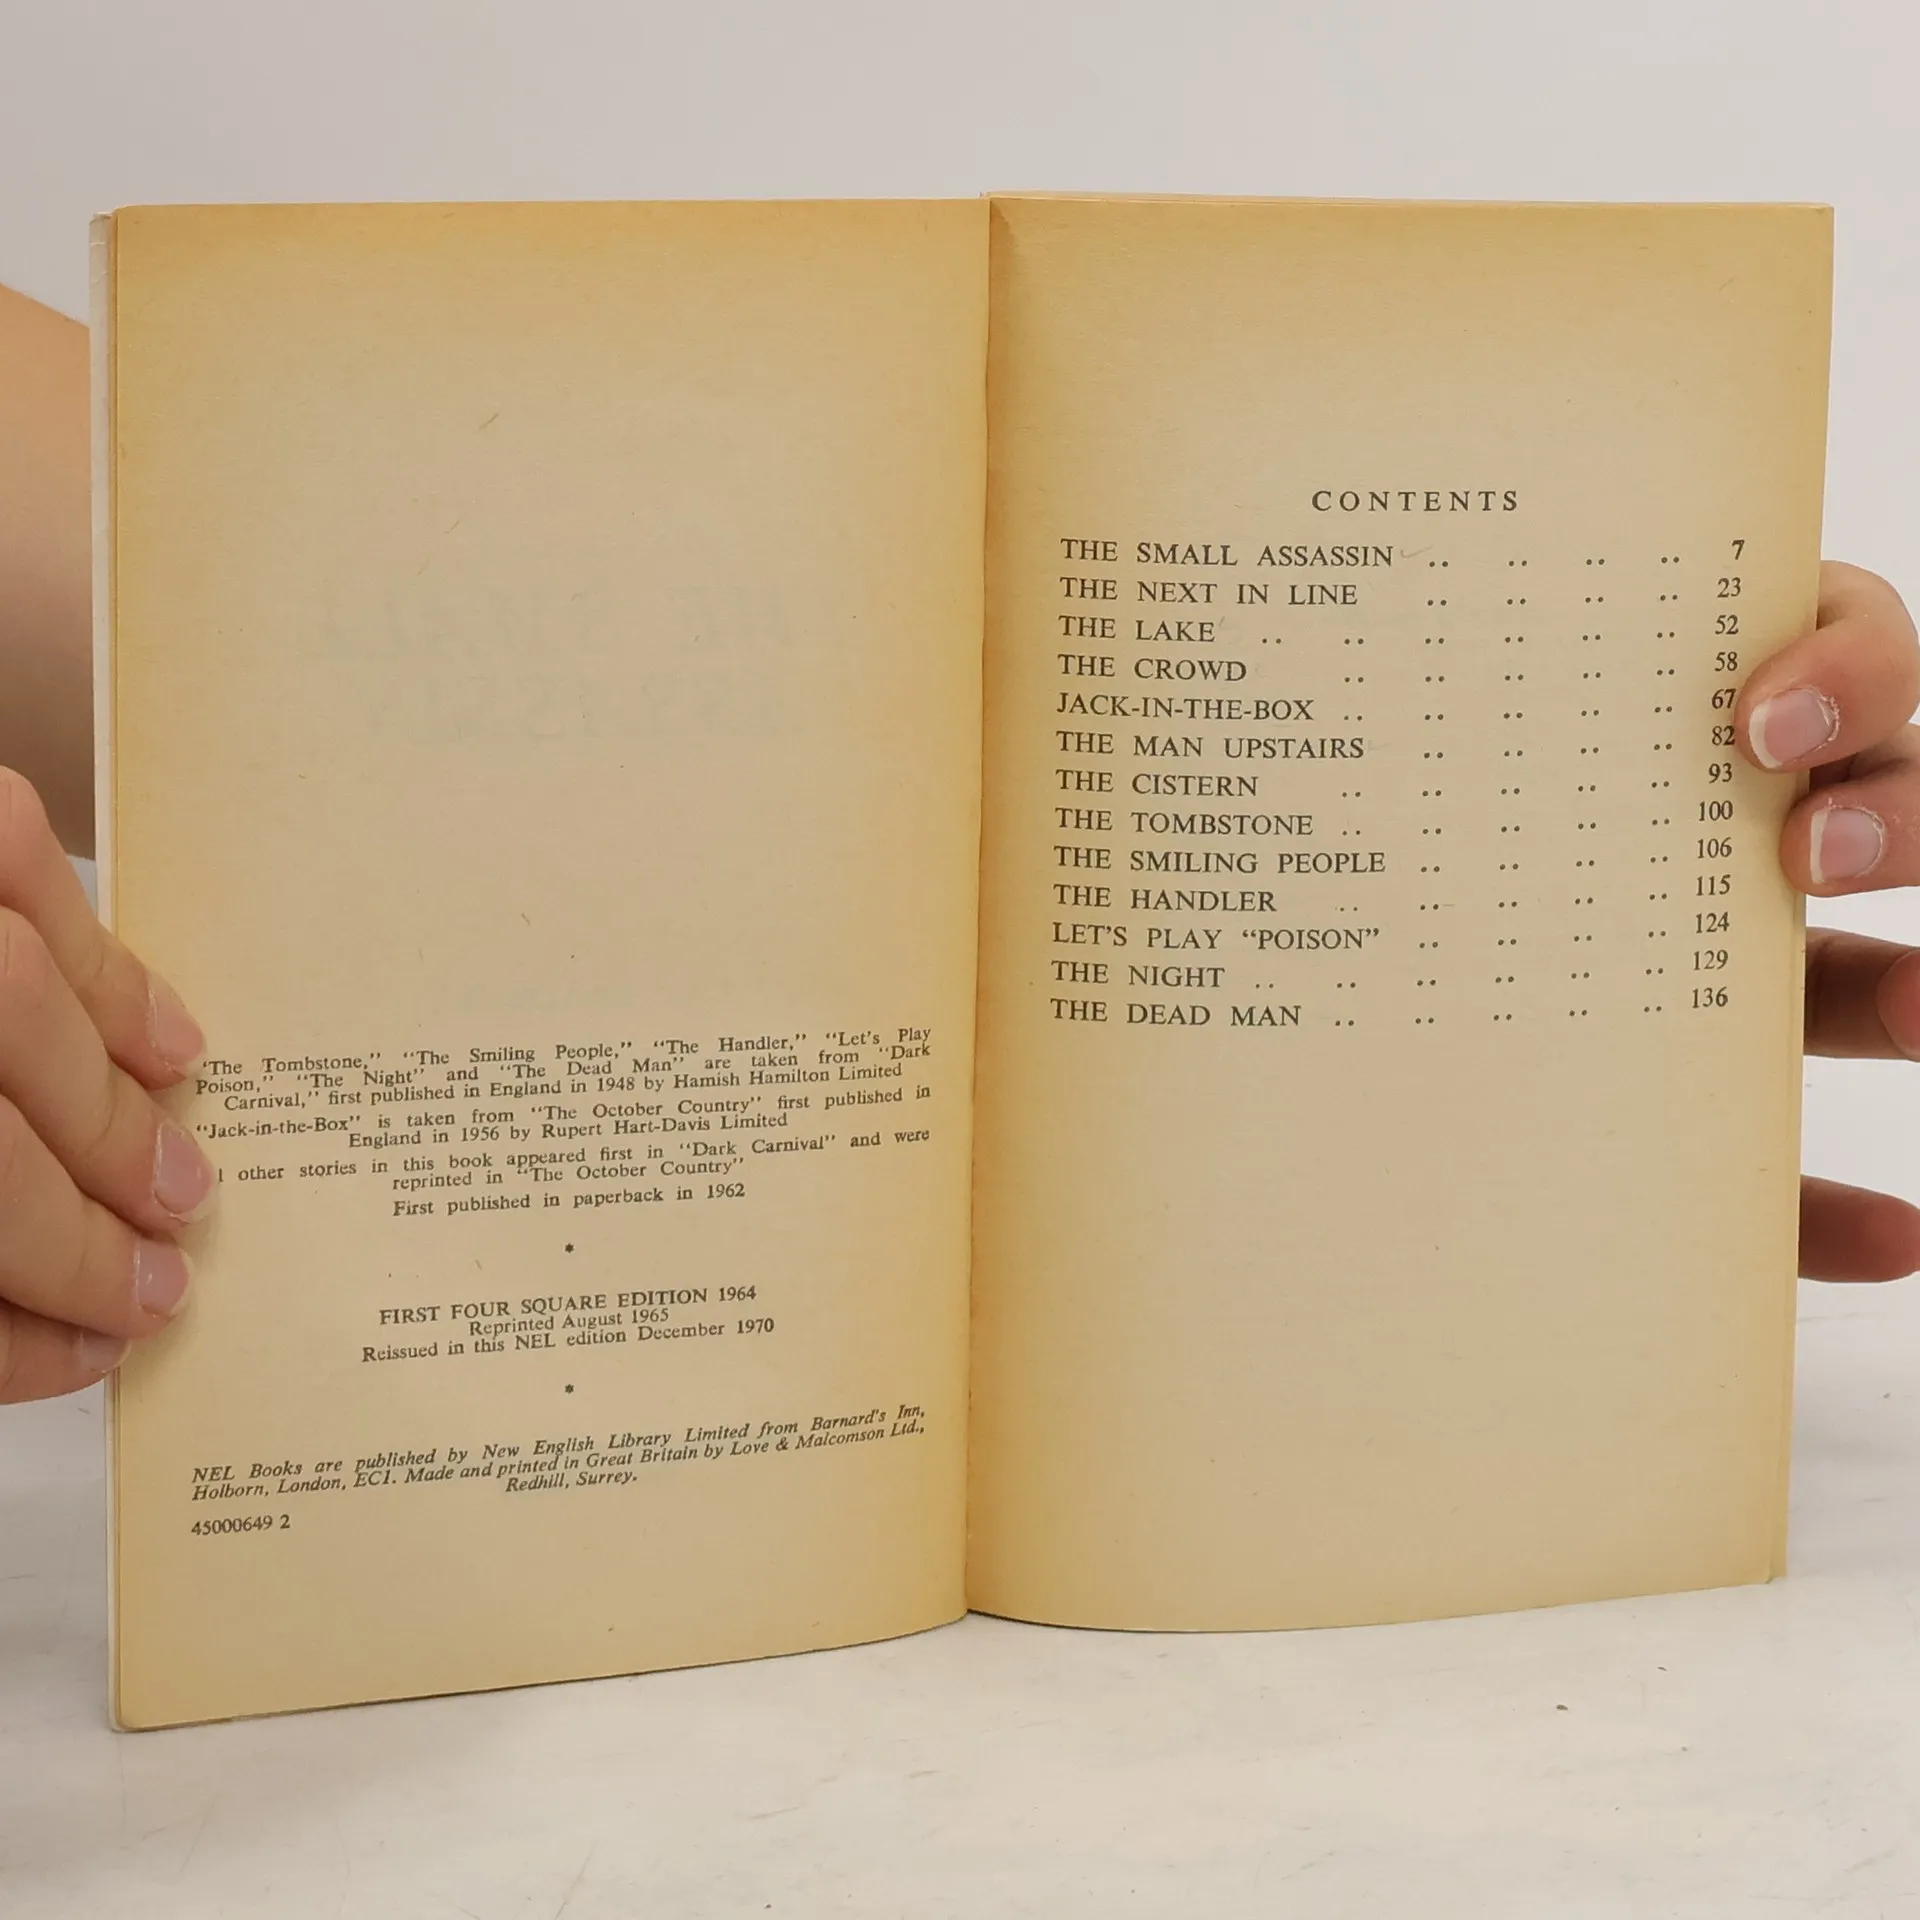 'The Tombstone,” “The Smiling People,” “The Handler,” “Let's Play
Poison,” “The Night” and “The Dead Man” are taken from “Dark
Carnival,” first published in England in 1948 by Hamish Hamilton Limited
“Jack-in-the-Box” is taken from “The October Country” first published in
England in 1956 by Rupert Hart-Davis Limited
l other stories in this book appeared first in “Dark Carnival” and were
reprinted in “The October Country”
First published in paperback in 1962
*
FIRST FOUR SQUARE EDITION 1964
Reprinted August 1965
Reissued in this NEL edition December 1970
*
NEL Books are published by New English Library Limited from Barnard's Inn,
Holborn, London, EC1. Made and printed in Great Britain by Love & Malcomson Ltd.,
Redhill, Surrey.
45000649 2
CONTENTS
THE SMALL ASSASSIN .. .. .. .. 7
THE NEXT IN LINE .. .. .. .. 23
THE LAKE .. .. .. .. .. .. 52
THE CROWD .. .. .. .. .. 58
JACK-IN-THE-BOX .. .. .. .. .. 67
THE MAN UPSTAIRS .. .. .. .. 82
THE CISTERN .. .. .. .. .. 93
THE TOMBSTONE .. .. .. .. .. 100
THE SMILING PEOPLE .. .. .. .. 106
THE HANDLER .. .. .. .. .. 115
LET'S PLAY “POISON” .. .. .. .. 124
THE NIGHT .. .. .. .. .. .. 129
THE DEAD MAN .. .. .. .. .. 136